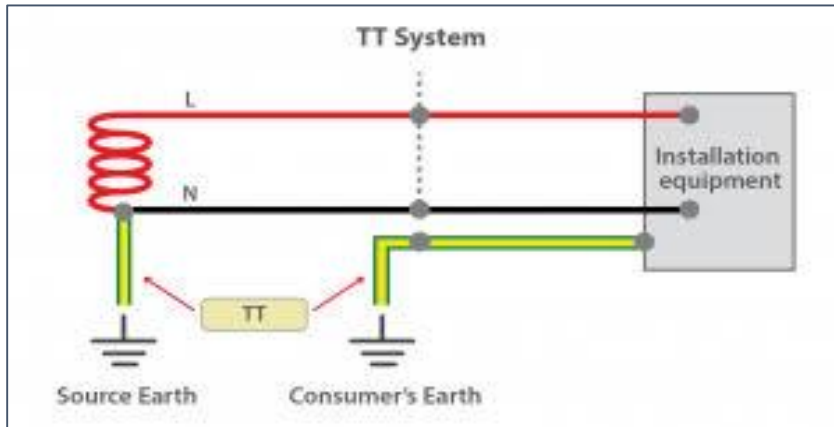 TT System
L
Installation
equipment
N
TT
Source Earth
Consumer's Earth